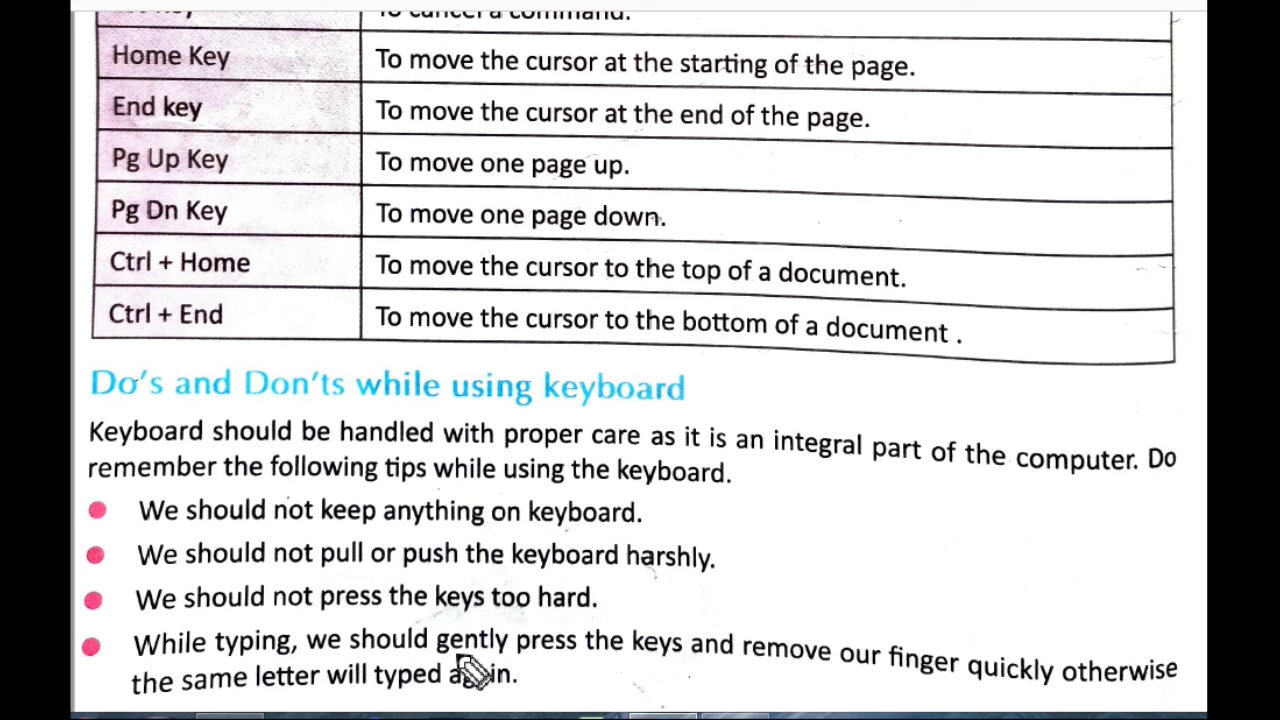 To cancel a command.
Home Key To move the cursor at the starting of the page.
End key To move the cursor at the end of the page.
Pg Up Key To move one page up.
Pg Dn Key To move one page down.
Ctrl + Home To move the cursor to the top of a document.
Ctrl + End To move the cursor to the bottom of a document .
Do's and Don'ts while using keyboard
Keyboard should be handled with proper care as it is an integral part of the computer. Do
remember the following tips while using the keyboard.
We should not keep anything on keyboard.
We should not pull or push the keyboard harshly.
We should not press the keys too hard.
While typing, we should gently press the keys and remove our finger quickly otherwise
the same letter will typed again.